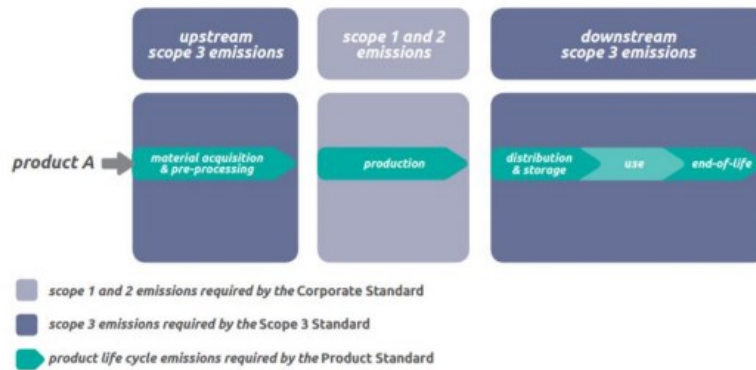 upstream
scope 3 emissions
scope 1 and 2
emissions
downstream
scope 3 emissions
product A
material acquisition
& pre-processing
production
distribution
& storage
use
end-of-life
scope 1 and 2 emissions required by the Corporate Standard
scope 3 emissions required by the Scope 3 Standard
product life cycle emissions required by the Product Standard